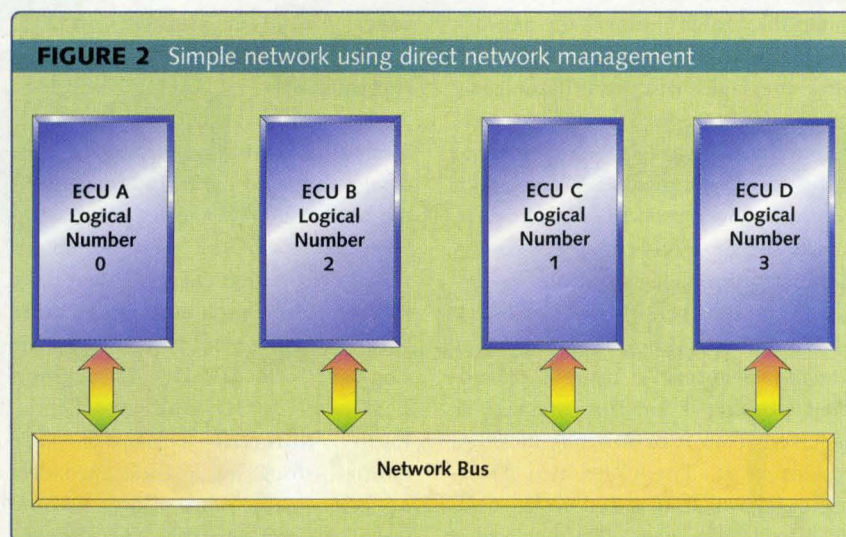 FIGURE 2 Simple network using direct network management
ECU A
Logical
Number
0
ECU B
Logical
Number
2
ECU C
Logical
Number
1
ECU D
Logical
Number
3
Network Bus